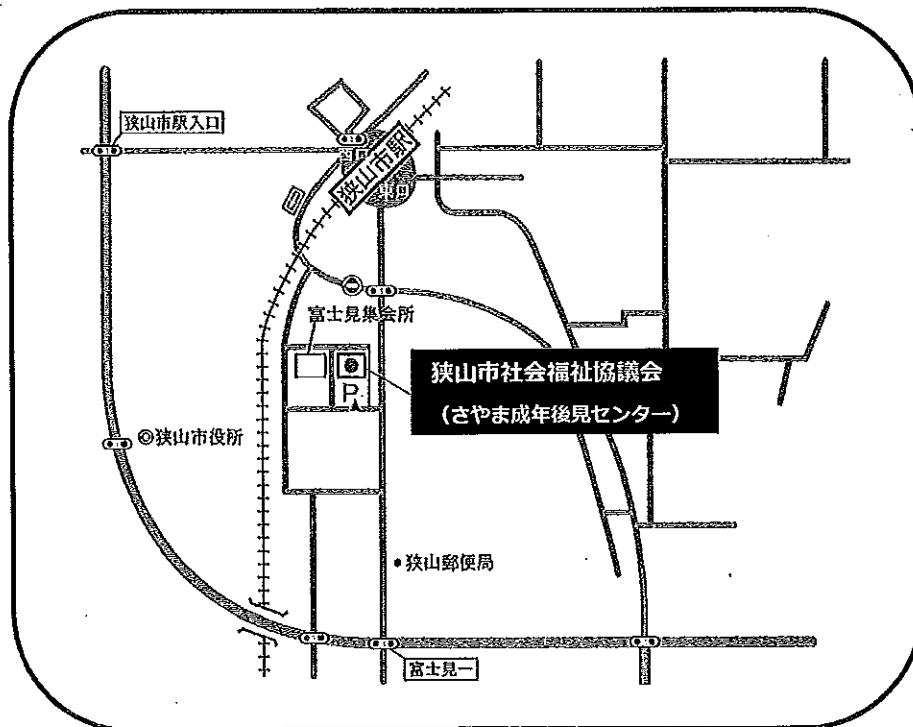 狭山市駅入口
狭山市駅
東口
富士見集会所
狭山市社会福祉協議会
(さやま成年後見センター)
P
◎狭山市役所
狭山郵便局
富士見一